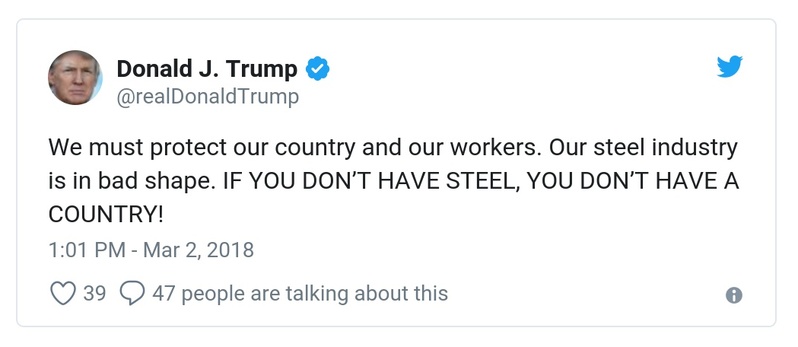 Donald J. Trump
@realDonaldTrump
We must protect our country and our workers. Our steel industry
is in bad shape. IF YOU DON’T HAVE STEEL, YOU DON’T HAVE A
COUNTRY!
1:01 PM - Mar 2, 2018
39 47 people are talking about this